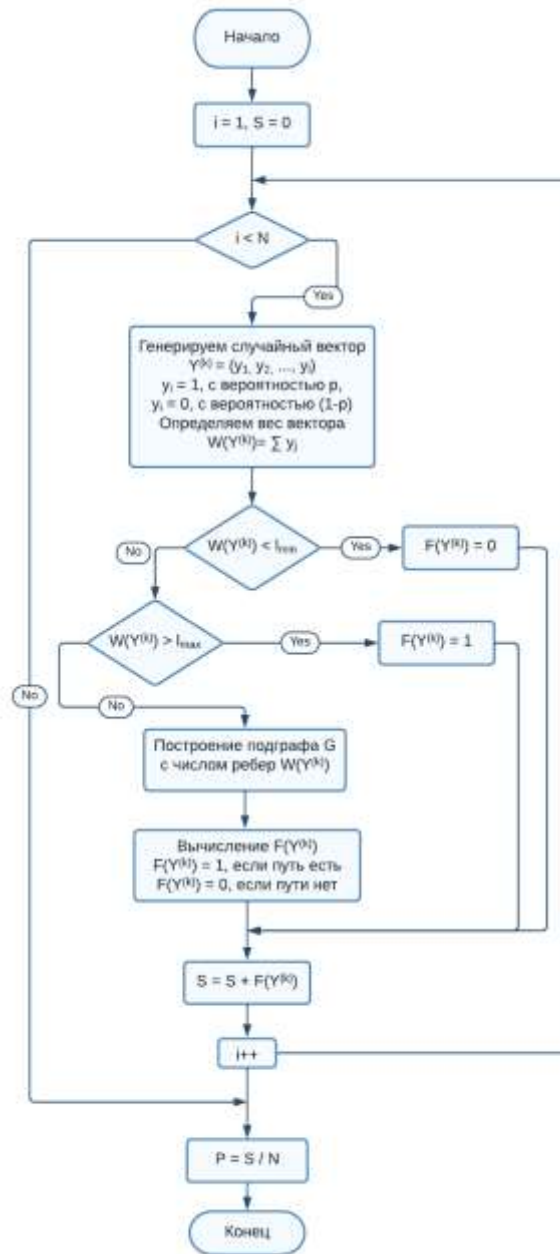 Начало
i = 1, S = 0
i < N
Yes
Генерируем случайный вектор
Y⁽ᵏ⁾ = (y₁, y₂, ..., yᵢ)
yᵢ = 1, с вероятностью p,
yᵢ = 0, с вероятностью (1-p)
Определяем вес вектора
W(Y⁽ᵏ⁾)= ∑ yⱼ
W(Y⁽ᵏ⁾) < lₘᵢₙ
No
Yes
F(Y⁽ᵏ⁾) = 0
W(Y⁽ᵏ⁾) > lₘₐₓ
Yes
F(Y⁽ᵏ⁾) = 1
No
No
Построение подграфа G
с числом ребер W(Y⁽ᵏ⁾)
Вычисление F(Y⁽ᵏ⁾)
F(Y⁽ᵏ⁾) = 1, если путь есть
F(Y⁽ᵏ⁾) = 0, если пути нет
S = S + F(Y⁽ᵏ⁾)
i++
P = S / N
Конец